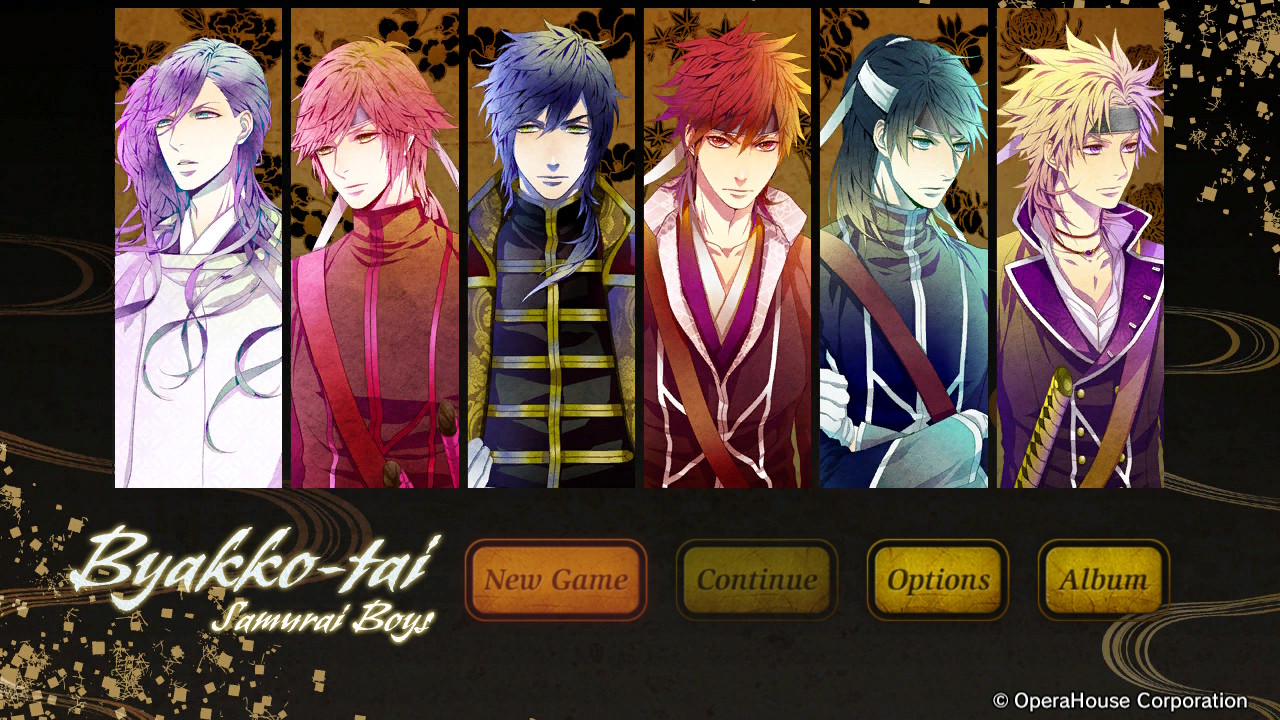 Byakko-tai
Samurai Boys
New Game
Continue
Options
Album
© OperaHouse Corporation